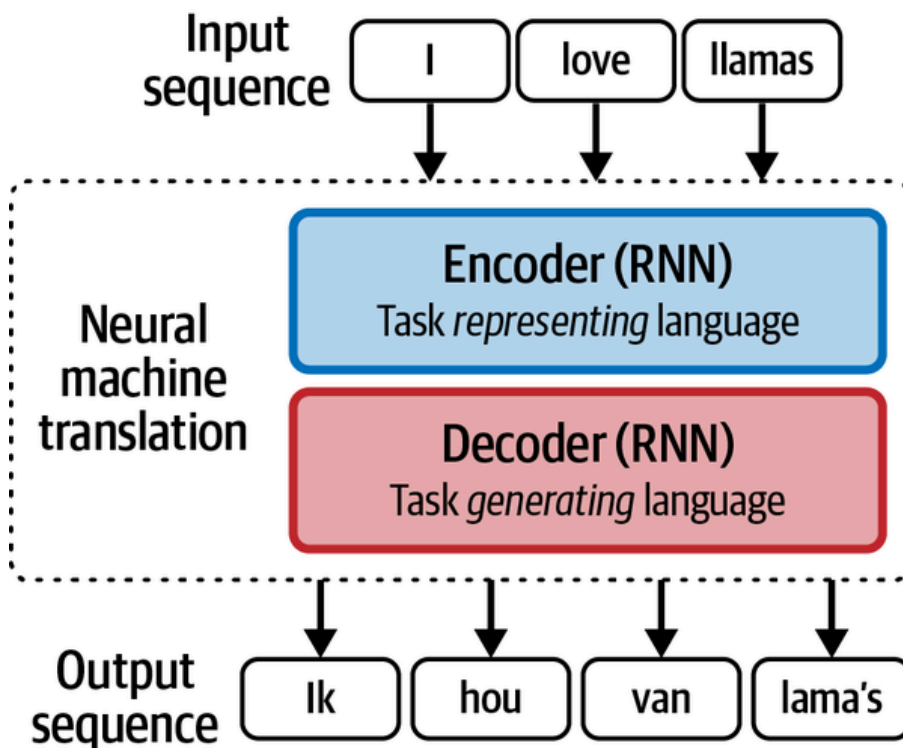 Input
sequence
I love llamas
Encoder (RNN)
Task representing language
Neural
machine
translation
Decoder (RNN)
Task generating language
Output
sequence
Ik hou van lama's